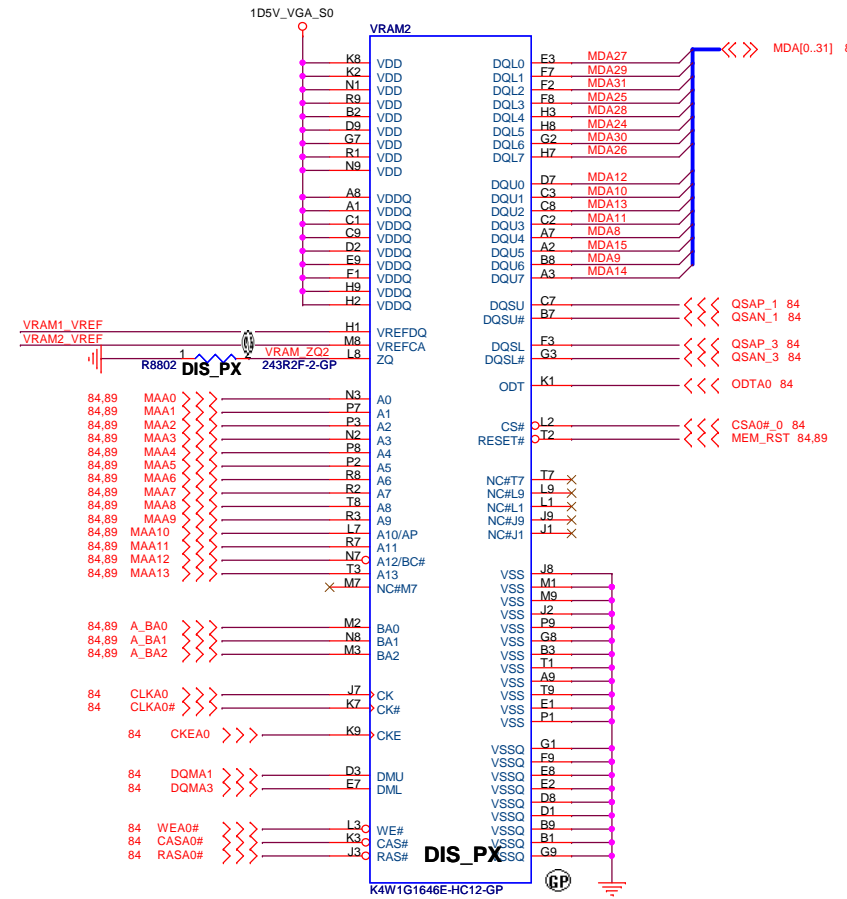 1D5V_VGA_S0
VRAM2
K8 VDD
K2 VDD
N1 VDD
R9 VDD
B2 VDD
D9 VDD
G7 VDD
R1 VDD
N9 VDD
A8 VDDQ
A1 VDDQ
C1 VDDQ
C9 VDDQ
D2 VDDQ
E9 VDDQ
F1 VDDQ
H9 VDDQ
H2 VDDQ
VRAM1_VREF H1 VREFDQ
VRAM2_VREF M8 VREFCA
1 VRAM_ZQ2 L8 ZQ
R8802 DIS_PX 243R2F-2-GP
84,89 MAA0 N3 A0
84,89 MAA1 P7 A1
84,89 MAA2 P3 A2
84,89 MAA3 N2 A3
84,89 MAA4 P8 A4
84,89 MAA5 P2 A5
84,89 MAA6 R8 A6
84,89 MAA7 R2 A7
84,89 MAA8 T8 A8
84,89 MAA9 R3 A9
84,89 MAA10 L7 A10/AP
84,89 MAA11 R7 A11
84,89 MAA12 N7 A12/BC#
84,89 MAA13 T3 A13
M7 NC#M7
84,89 A_BA0 M2 BA0
84,89 A_BA1 N8 BA1
84,89 A_BA2 M3 BA2
84 CLKA0 J7 CK
84 CLKA0# K7 CK#
84 CKEA0 K9 CKE
84 DQMA1 D3 DMU
84 DQMA3 E7 DML
84 WEA0# L3 WE#
84 CASA0# K3 CAS#
84 RASA0# J3 RAS#
DQL0 E3 MDA27
DQL1 F7 MDA29
DQL2 F2 MDA31
DQL3 F8 MDA25
DQL4 H3 MDA28
DQL5 H8 MDA24
DQL6 G2 MDA30
DQL7 H7 MDA26
MDA[0..31]
DQU0 D7 MDA12
DQU1 C3 MDA10
DQU2 C8 MDA13
DQU3 C2 MDA11
DQU4 A7 MDA8
DQU5 A2 MDA15
DQU6 B8 MDA9
DQU7 A3 MDA14
DQSU C7 QSAP_1 84
DQSU# B7 QSAN_1 84
DQSL F3 QSAP_3 84
DQSL# G3 QSAN_3 84
ODT K1 ODTA0 84
CS# L2 CSA0#_0 84
RESET# T2 MEM_RST 84,89
NC#T7 T7
NC#L9 L9
NC#L1 L1
NC#J9 J9
NC#J1 J1
VSS J8
VSS M1
VSS M9
VSS J2
VSS P9
VSS G8
VSS B3
VSS T1
VSS A9
VSS T9
VSS E1
VSS P1
VSSQ G1
VSSQ F9
VSSQ E8
VSSQ E2
VSSQ D8
VSSQ D1
VSSQ B9
VSSQ B1
VSSQ G9
DIS_PX
GP
K4W1G1646E-HC12-GP